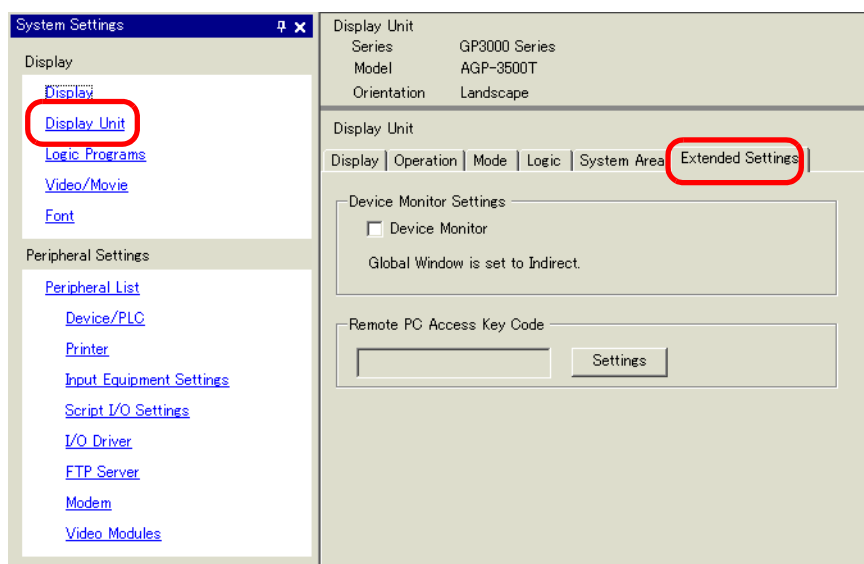 System Settings
Display
Display
Display Unit
Logic Programs
Video/Movie
Font
Peripheral Settings
Peripheral List
Device/PLC
Printer
Input Equipment Settings
Script I/O Settings
I/O Driver
FTP Server
Modem
Video Modules
Display Unit
Series GP3000 Series
Model AGP-3500T
Orientation Landscape
Display Unit
Display Operation Mode Logic System Area Extended Settings
Device Monitor Settings
Device Monitor
Global Window is set to Indirect.
Remote PC Access Key Code
Settings